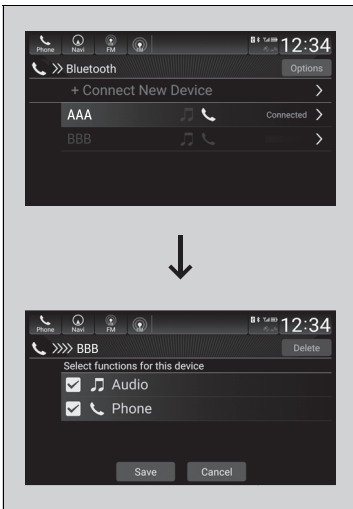 Phone Navi FM 12:34
Bluetooth Options
+ Connect New Device
AAA Connected
BBB
Phone Navi FM 12:34
BBB Delete
Select functions for this device
Audio
Phone
Save Cancel